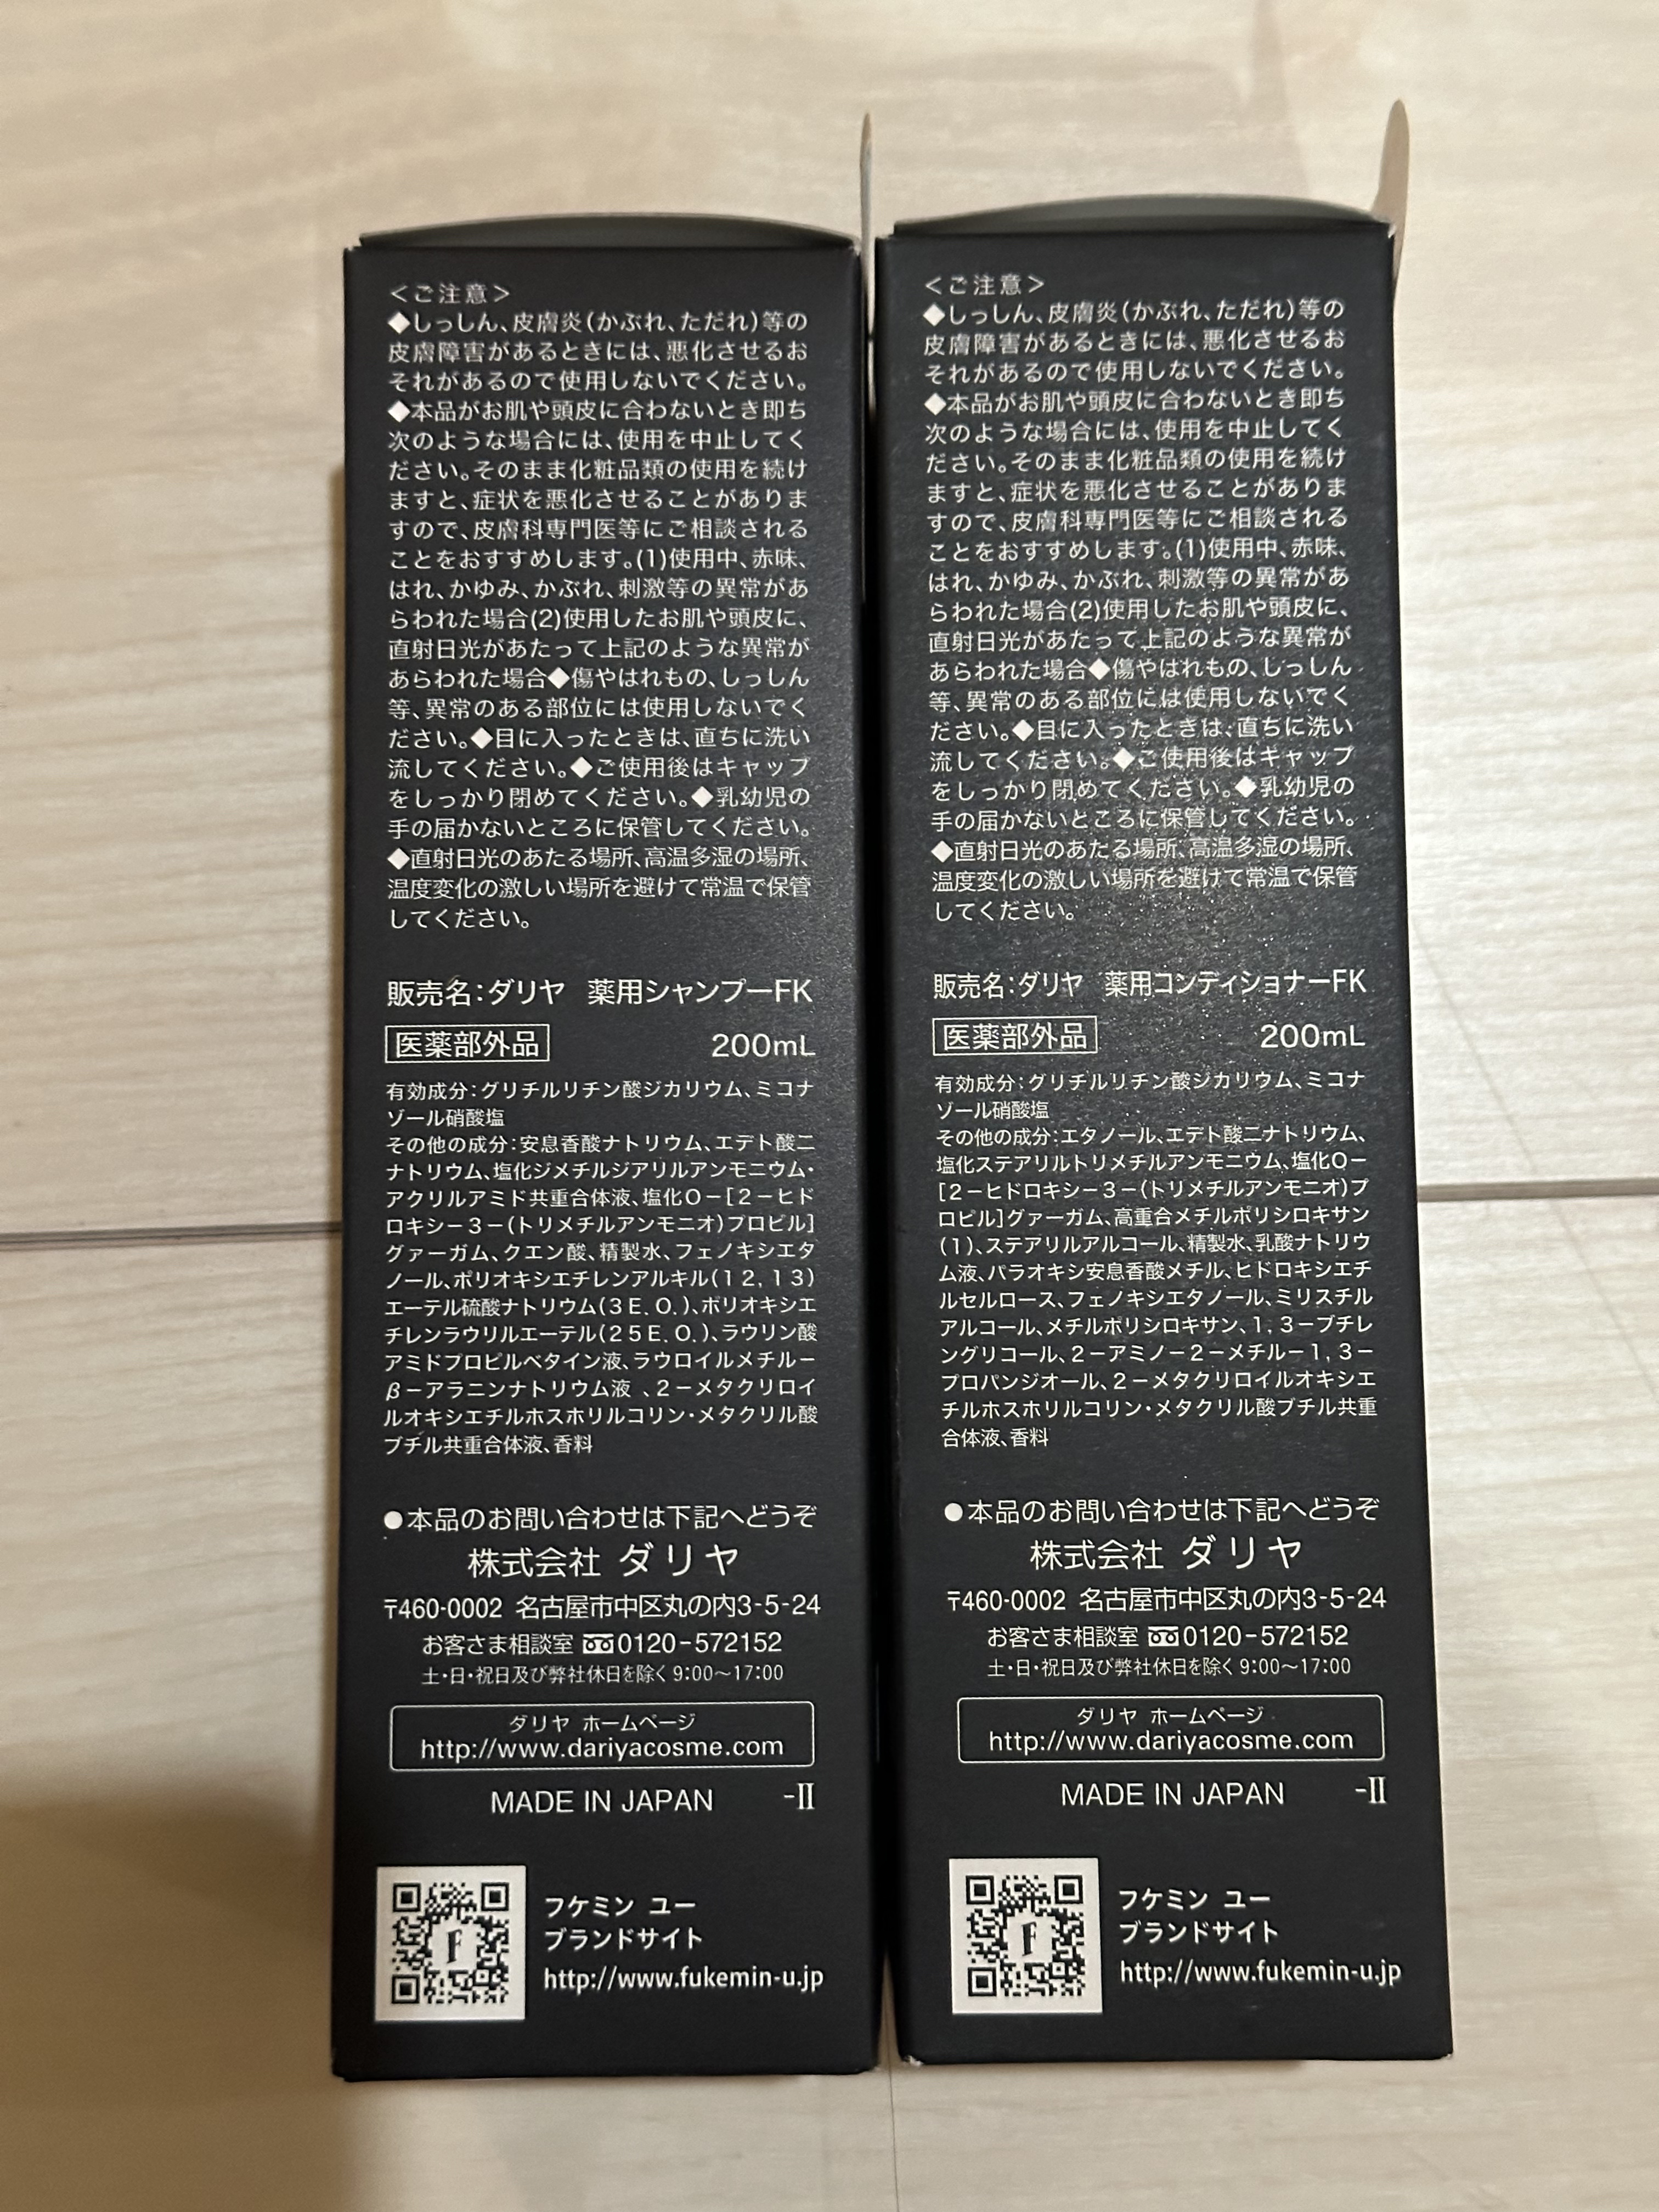 ＜ご注意＞
◆しっしん、皮膚炎（かぶれ、ただれ）等の
皮膚障害があるときには、悪化させるお
それがあるので使用しないでください。
◆本品がお肌や頭皮に合わないとき即ち
次のような場合には、使用を中止してく
ださい。そのまま化粧品類の使用を続け
ますと、症状を悪化させることがありま
すので、皮膚科専門医等にご相談される
ことをおすすめします。(1)使用中、赤味、
はれ、かゆみ、かぶれ、刺激等の異常があ
らわれた場合(2)使用したお肌や頭皮に、
直射日光があたって上記のような異常が
あらわれた場合◆傷やはれもの、しっしん
等、異常のある部位には使用しないでく
ださい。◆目に入ったときは、直ちに洗い
流してください。◆ご使用後はキャップ
をしっかり閉めてください。◆乳幼児の
手の届かないところに保管してください。
◆直射日光のあたる場所、高温多湿の場所、
温度変化の激しい場所を避けて常温で保管
してください。
販売名：ダリヤ 薬用シャンプーFK
医薬部外品 200mL
有効成分：グリチルリチン酸ジカリウム、ミコナ
ゾール硝酸塩
その他の成分：安息香酸ナトリウム、エデト酸二
ナトリウム、塩化ジメチルジアリルアンモニウム・
アクリルアミド共重合体液、塩化O－[２－ヒド
ロキシ－３－(トリメチルアンモニオ)プロピル]
グァーガム、クエン酸、精製水、フェノキシエタ
ノール、ポリオキシエチレンアルキル(１２，１３)
エーテル硫酸ナトリウム(３E.O.)、ポリオキシエ
チレンラウリルエーテル(２５E.O.)、ラウリン酸
アミドプロピルベタイン液、ラウロイルメチル－
β－アラニンナトリウム液 、２－メタクリロイ
ルオキシエチルホスホリルコリン・メタクリル酸
ブチル共重合体液、香料
●本品のお問い合わせは下記へどうぞ
株式会社 ダリヤ
〒460-0002 名古屋市中区丸の内3-5-24
お客さま相談室 0120-572152
土・日・祝日及び弊社休日を除く 9:00～17:00
ダリヤ ホームページ
http://www.dariyacosme.com
MADE IN JAPAN -Ⅱ
F
フケミン ユー
ブランドサイト
http://www.fukemin-u.jp
＜ご注意＞
◆しっしん、皮膚炎（かぶれ、ただれ）等の
皮膚障害があるときには、悪化させるお
それがあるので使用しないでください。
◆本品がお肌や頭皮に合わないとき即ち
次のような場合には、使用を中止してく
ださい。そのまま化粧品類の使用を続け
ますと、症状を悪化させることがありま
すので、皮膚科専門医等にご相談される
ことをおすすめします。(1)使用中、赤味、
はれ、かゆみ、かぶれ、刺激等の異常があ
らわれた場合(2)使用したお肌や頭皮に、
直射日光があたって上記のような異常が
あらわれた場合◆傷やはれもの、しっしん
等、異常のある部位には使用しないでく
ださい。◆目に入ったときは、直ちに洗い
流してください。◆ご使用後はキャップ
をしっかり閉めてください。◆乳幼児の
手の届かないところに保管してください。
◆直射日光のあたる場所、高温多湿の場所、
温度変化の激しい場所を避けて常温で保管
してください。
販売名：ダリヤ 薬用コンディショナーFK
医薬部外品 200mL
有効成分：グリチルリチン酸ジカリウム、ミコナ
ゾール硝酸塩
その他の成分：エタノール、エデト酸二ナトリウム、
塩化ステアリルトリメチルアンモニウム、塩化O－
[２－ヒドロキシ－３－(トリメチルアンモニオ)プ
ロピル]グァーガム、高重合メチルポリシロキサン
(１)、ステアリルアルコール、精製水、乳酸ナトリウ
ム液、パラオキシ安息香酸メチル、ヒドロキシエチ
ルセルロース、フェノキシエタノール、ミリスチル
アルコール、メチルポリシロキサン、１，３－ブチレ
ングリコール、２－アミノ－２－メチル－１，３－
プロパンジオール、２－メタクリロイルオキシエ
チルホスホリルコリン・メタクリル酸ブチル共重
合体液、香料
●本品のお問い合わせは下記へどうぞ
株式会社 ダリヤ
〒460-0002 名古屋市中区丸の内3-5-24
お客さま相談室 0120-572152
土・日・祝日及び弊社休日を除く 9:00～17:00
ダリヤ ホームページ
http://www.dariyacosme.com
MADE IN JAPAN -Ⅱ
F
フケミン ユー
ブランドサイト
http://www.fukemin-u.jp